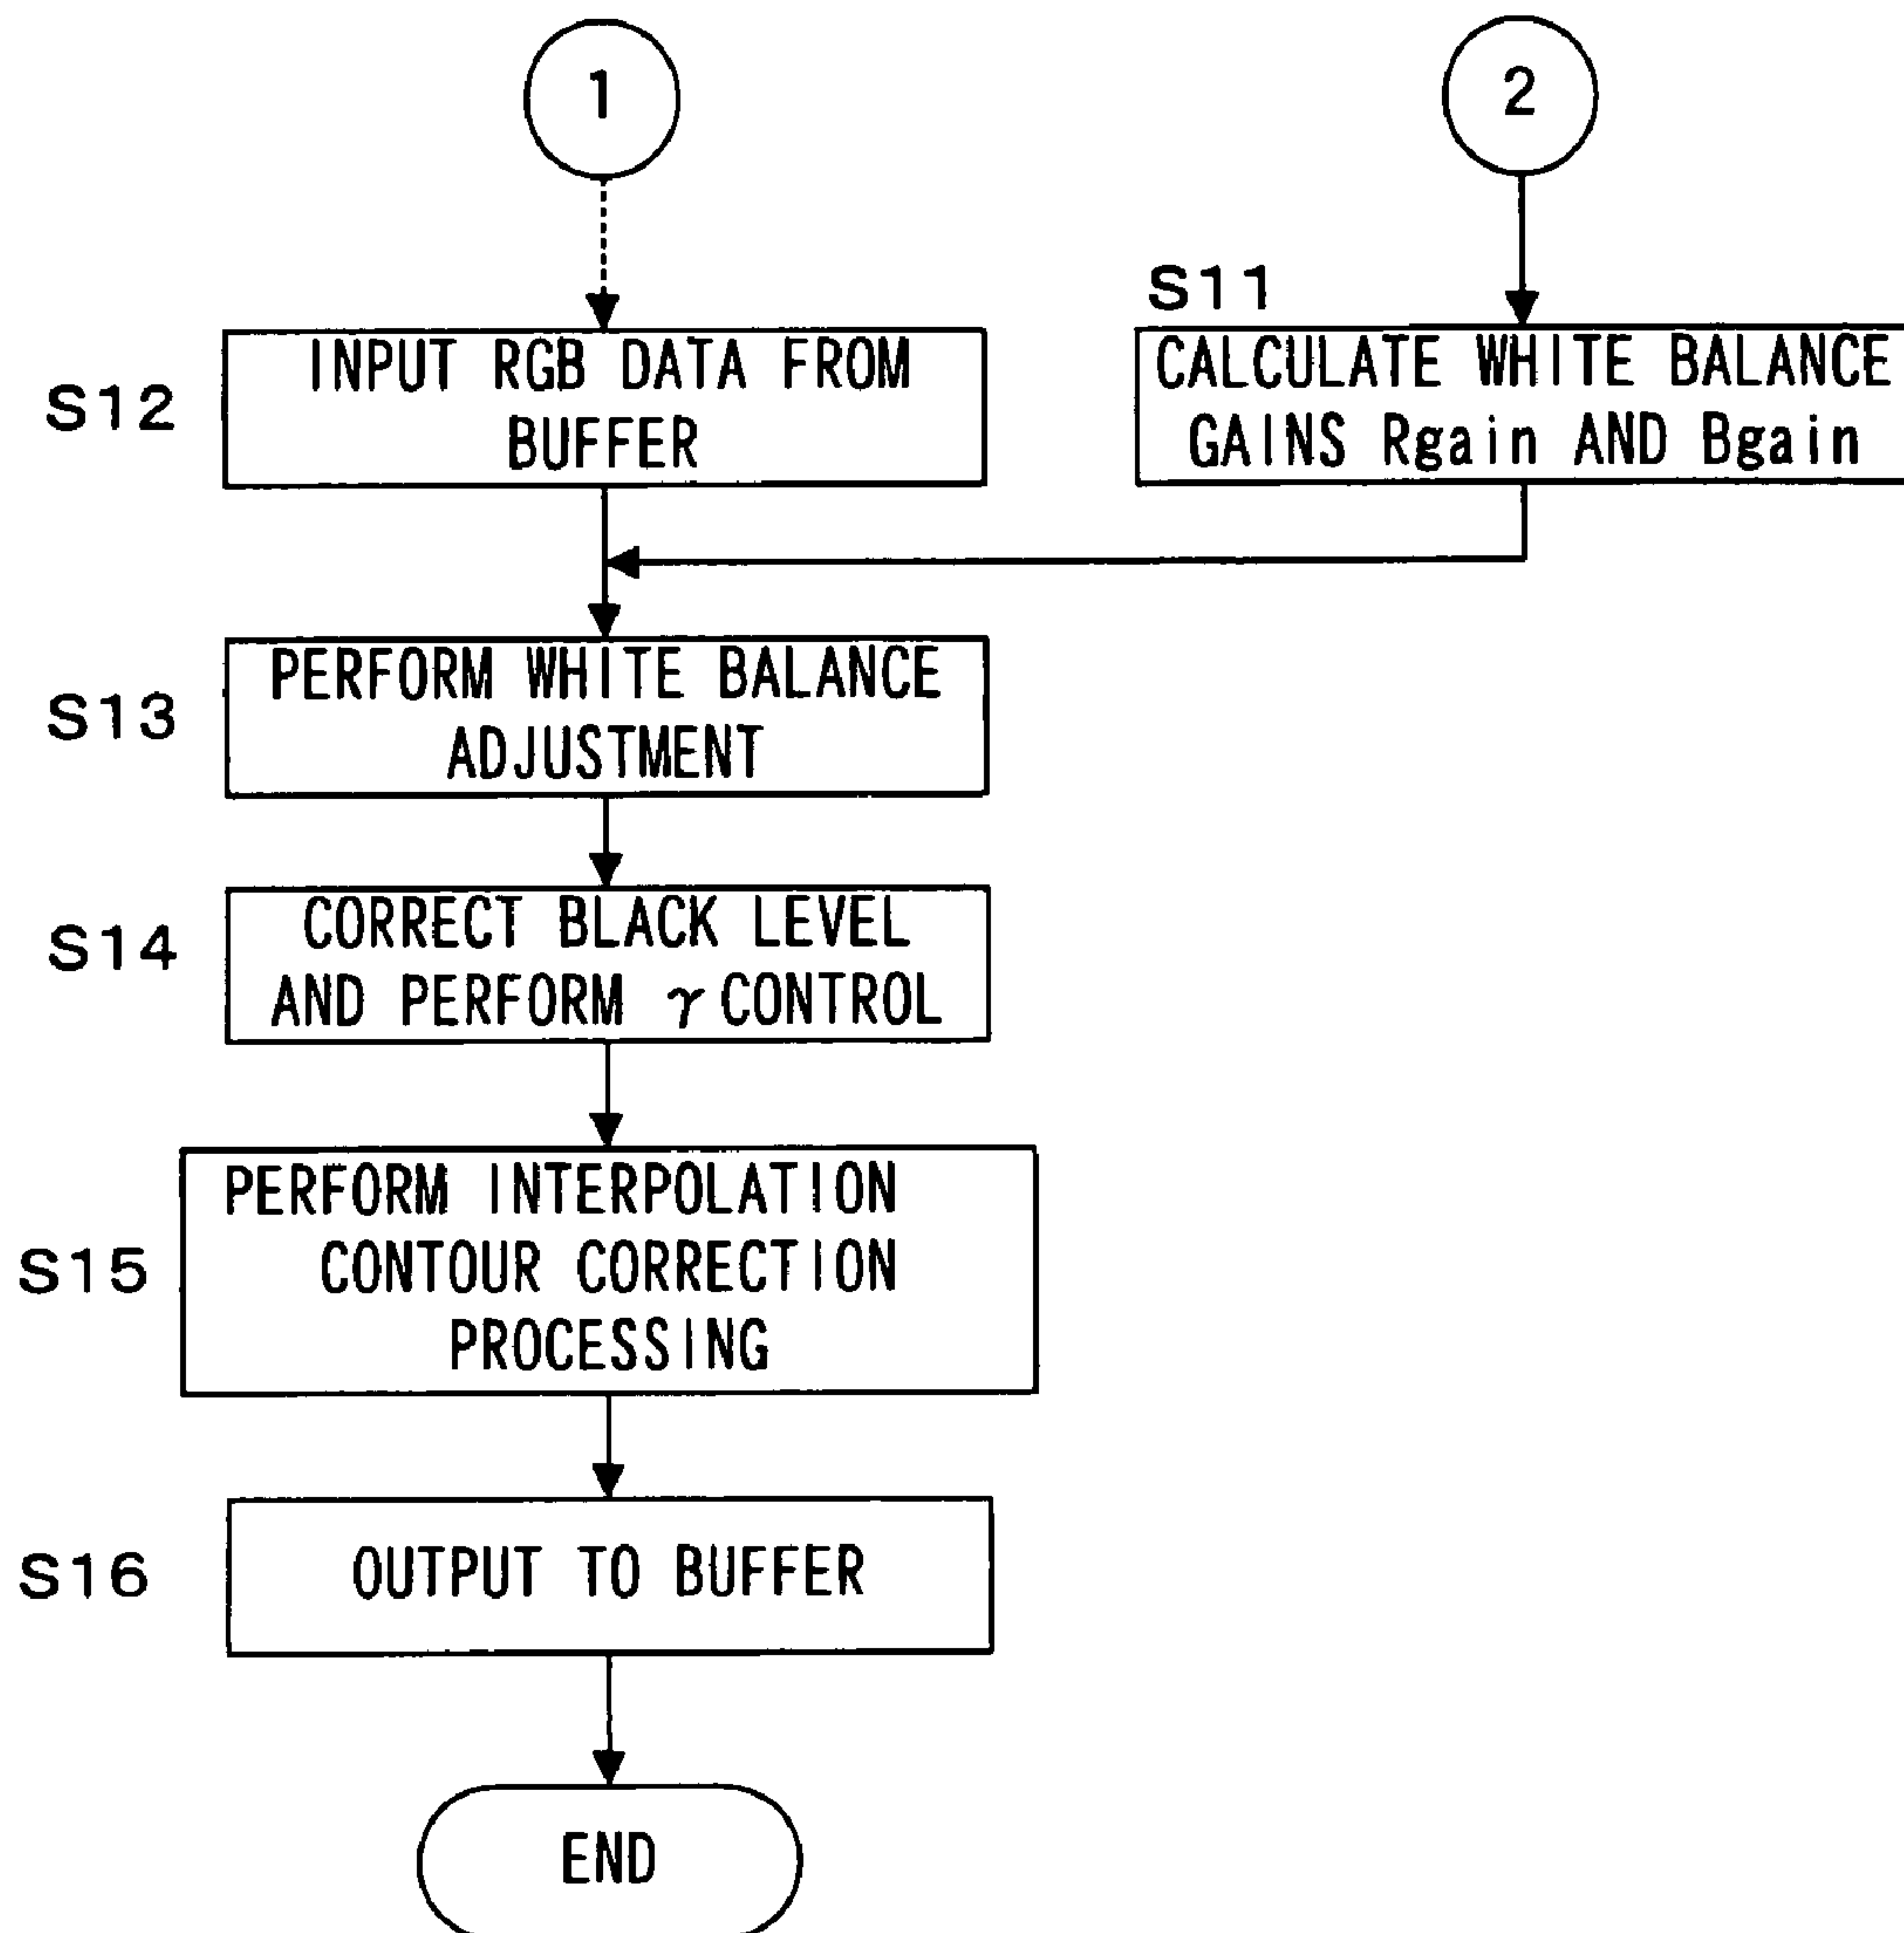 1
2
S11
S12
INPUT RGB DATA FROM
BUFFER
CALCULATE WHITE BALANCE
GAINS Rgain AND Bgain
S13
PERFORM WHITE BALANCE
ADJUSTMENT
S14
CORRECT BLACK LEVEL
AND PERFORM γ CONTROL
S15
PERFORM INTERPOLATION
CONTOUR CORRECTION
PROCESSING
S16
OUTPUT TO BUFFER
END